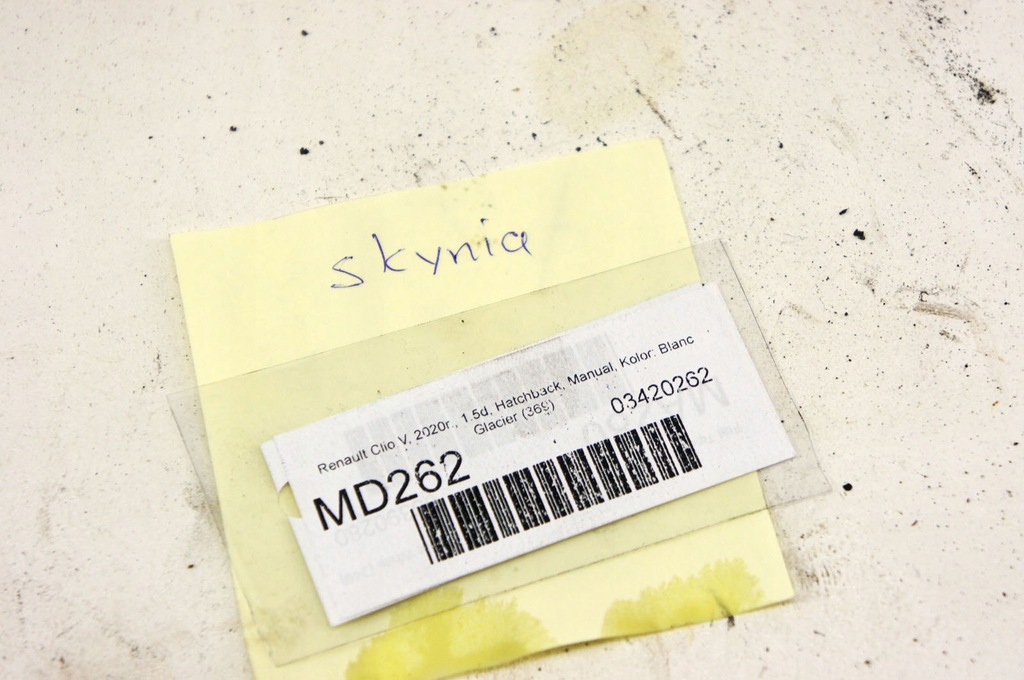 skynia
Renault Clio V, 2020r., 1.5d, Hatchback, Manual, Kolor: Blanc
Glacier (369)
03420262
MD262